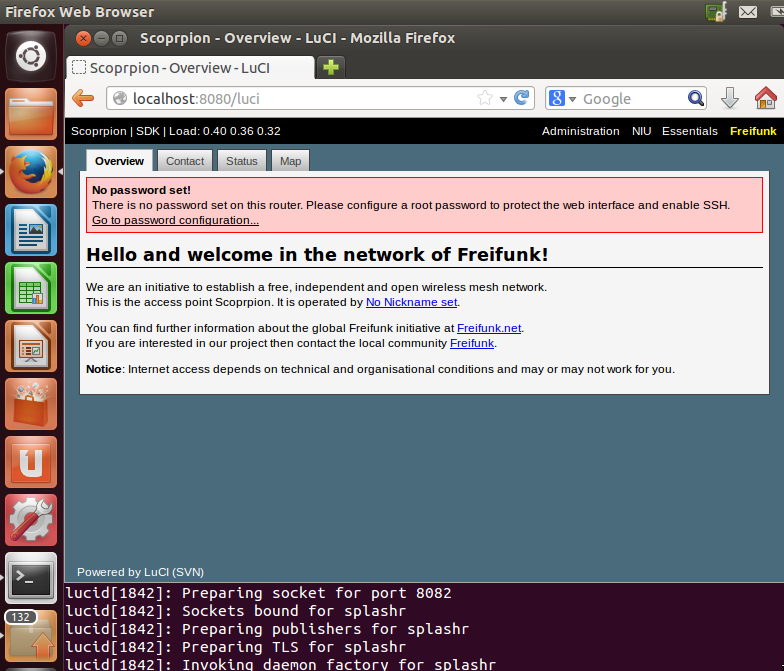 Firefox Web Browser
Scoprpion - Overview - LuCI - Mozilla Firefox
Scoprpion - Overview - LuCI
localhost:8080/luci
8 Google
Scoprpion | SDK | Load: 0.40 0.36 0.32 Administration NIU Essentials Freifunk
Overview Contact Status Map
No password set!
There is no password set on this router. Please configure a root password to protect the web interface and enable SSH.
Go to password configuration...
Hello and welcome in the network of Freifunk!
We are an initiative to establish a free, independent and open wireless mesh network.
This is the access point Scoprpion. It is operated by No Nickname set.
You can find further information about the global Freifunk initiative at Freifunk.net.
If you are interested in our project then contact the local community Freifunk.
Notice: Internet access depends on technical and organisational conditions and may or may not work for you.
Powered by LuCI (SVN)
lucid[1842]: Preparing socket for port 8082
lucid[1842]: Sockets bound for splashr
lucid[1842]: Preparing publishers for splashr
lucid[1842]: Preparing TLS for splashr
lucid[1842]: Invoking daemon factory for splashr
132